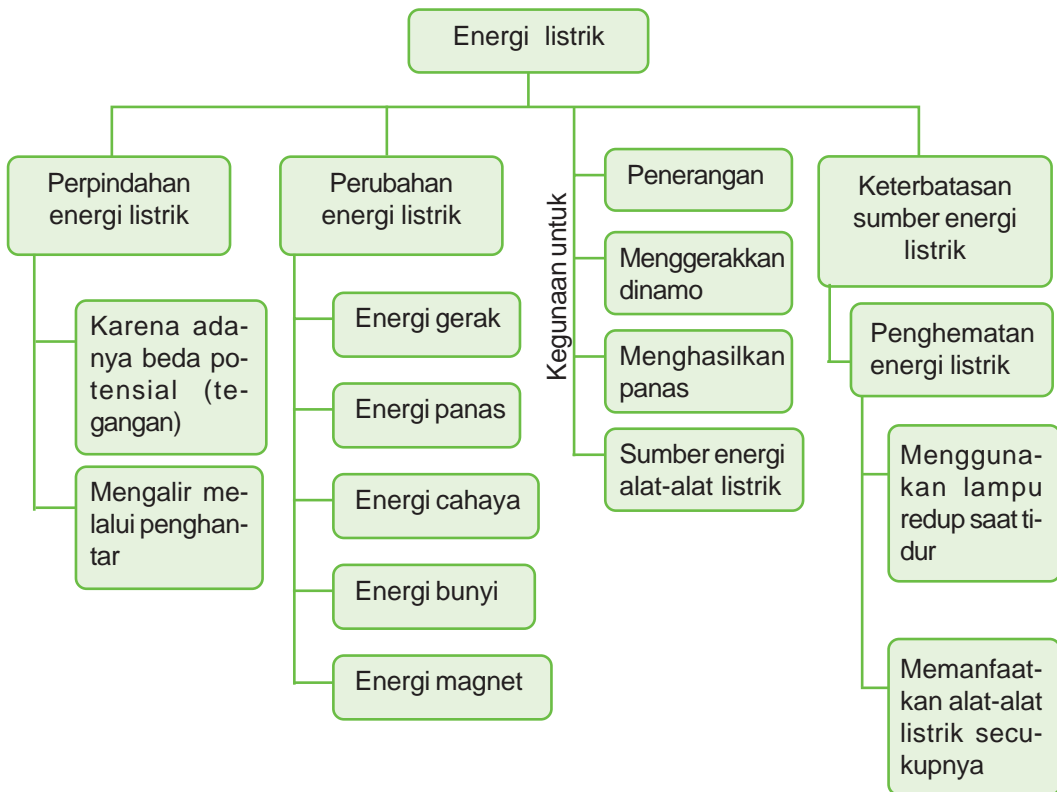 Energi listrik
Perpindahan
energi listrik
Karena ada-
nya beda po-
tensial (te-
gangan)
Mengalir me-
lalui penghan-
tar
Perubahan
energi listrik
Energi gerak
Energi panas
Energi cahaya
Energi bunyi
Energi magnet
Kegunaan untuk
Penerangan
Menggerakkan
dinamo
Menghasilkan
panas
Sumber energi
alat-alat listrik
Keterbatasan
sumber energi
listrik
Penghematan
energi listrik
Mengguna-
kan lampu
redup saat ti-
dur
Memanfaat-
kan alat-alat
listrik secu-
kupnya